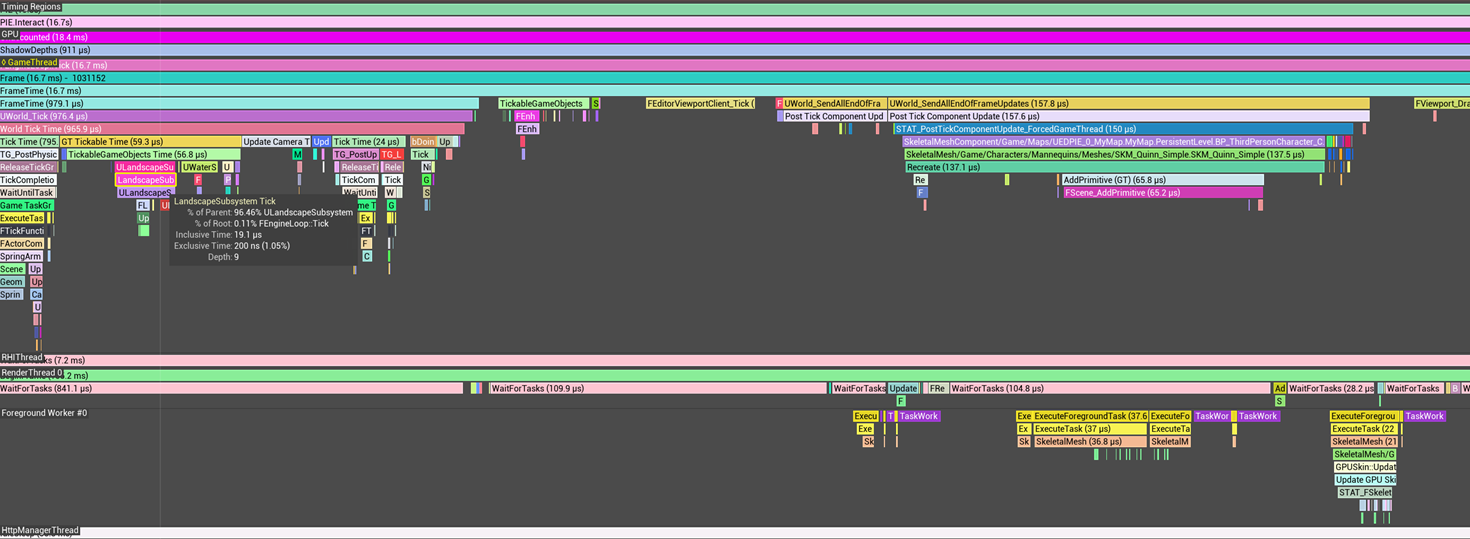 Timing Regions
PIE.Interact (16.7s)
GPU
counted (18.4 ms)
ShadowDepths (911 µs)
GameThread
ck (16.7 ms)
Frame (16.7 ms) - 1031152
FrameTime (16.7 ms)
FrameTime (979.1 µs) TickableGameObjects S FEditorViewportClient_Tick ( F UWorld_SendAllEndOfFra UWorld_SendAllEndOfFrameUpdates (157.8 µs) FViewport_Dra
UWorld_Tick (976.4 µs) FEnh Post Tick Component Upd Post Tick Component Update (157.6 µs)
World Tick Time (965.9 µs) FEnh STAT_PostTickComponentUpdate_ForcedGameThread (150 µs)
Tick Time (795. GT Tickable Time (59.3 µs) Update Camera T Upd Tick Time (24 µs) bDoin Up SkeletalMeshComponent/Game/Maps/UEDPIE_0_MyMap.MyMap.PersistentLevel.BP_ThirdPersonCharacter_C.
TG_PostPhysic TickableGameObjects Time (56.8 µs) M TG_PostUp TG_L Tick SkeletalMesh/Game/Characters/Mannequins/Meshes/SKM_Quinn_Simple.SKM_Quinn_Simple (137.5 µs)
ReleaseTickGr ULandscapeSu UWaterS U ReleaseTi Rele Ni Recreate (137.1 µs)
TickCompletio LandscapeSub F P TickCom Tick G Re AddPrimitive (GT) (65.8 µs)
WaitUntilTask ULandscapeS WaitUnti W S F FScene_AddPrimitive (65.2 µs)
Game TaskGr FL me T G
ExecuteTas Up Ex
FTickFuncti FT
FActorCom F
SpringArm C
Scene Up
Geom Up
Sprin Ca
U
LandscapeSubsystem Tick
% of Parent: 96.46% ULandscapeSubsystem
% of Root: 0.11% FEngineLoop::Tick
Inclusive Time: 19.1 µs
Exclusive Time: 200 ns (1.05%)
Depth: 9
RHIThread
(7.2 ms)
RenderThread 0
WaitForTasks (841.1 µs) WaitForTasks (109.9 µs) WaitForTasks Update FRe WaitForTasks (104.8 µs) Ad WaitForTasks (28.2 µs) WaitForTasks B W
F S
Foreground Worker #0
Execu T TaskWork Exe ExecuteForegroundTask (37.6 ExecuteFo TaskWor TaskWork ExecuteForegrou TaskWork
Exe Ex ExecuteTask (37 µs) ExecuteTa ExecuteTask (22
Sk Sk SkeletalMesh (36.8 µs) SkeletalM SkeletalMesh (21
SkeletalMesh/G
GPUSkin::Updat
Update GPU Ski
STAT_FSkelet
HttpManagerThread